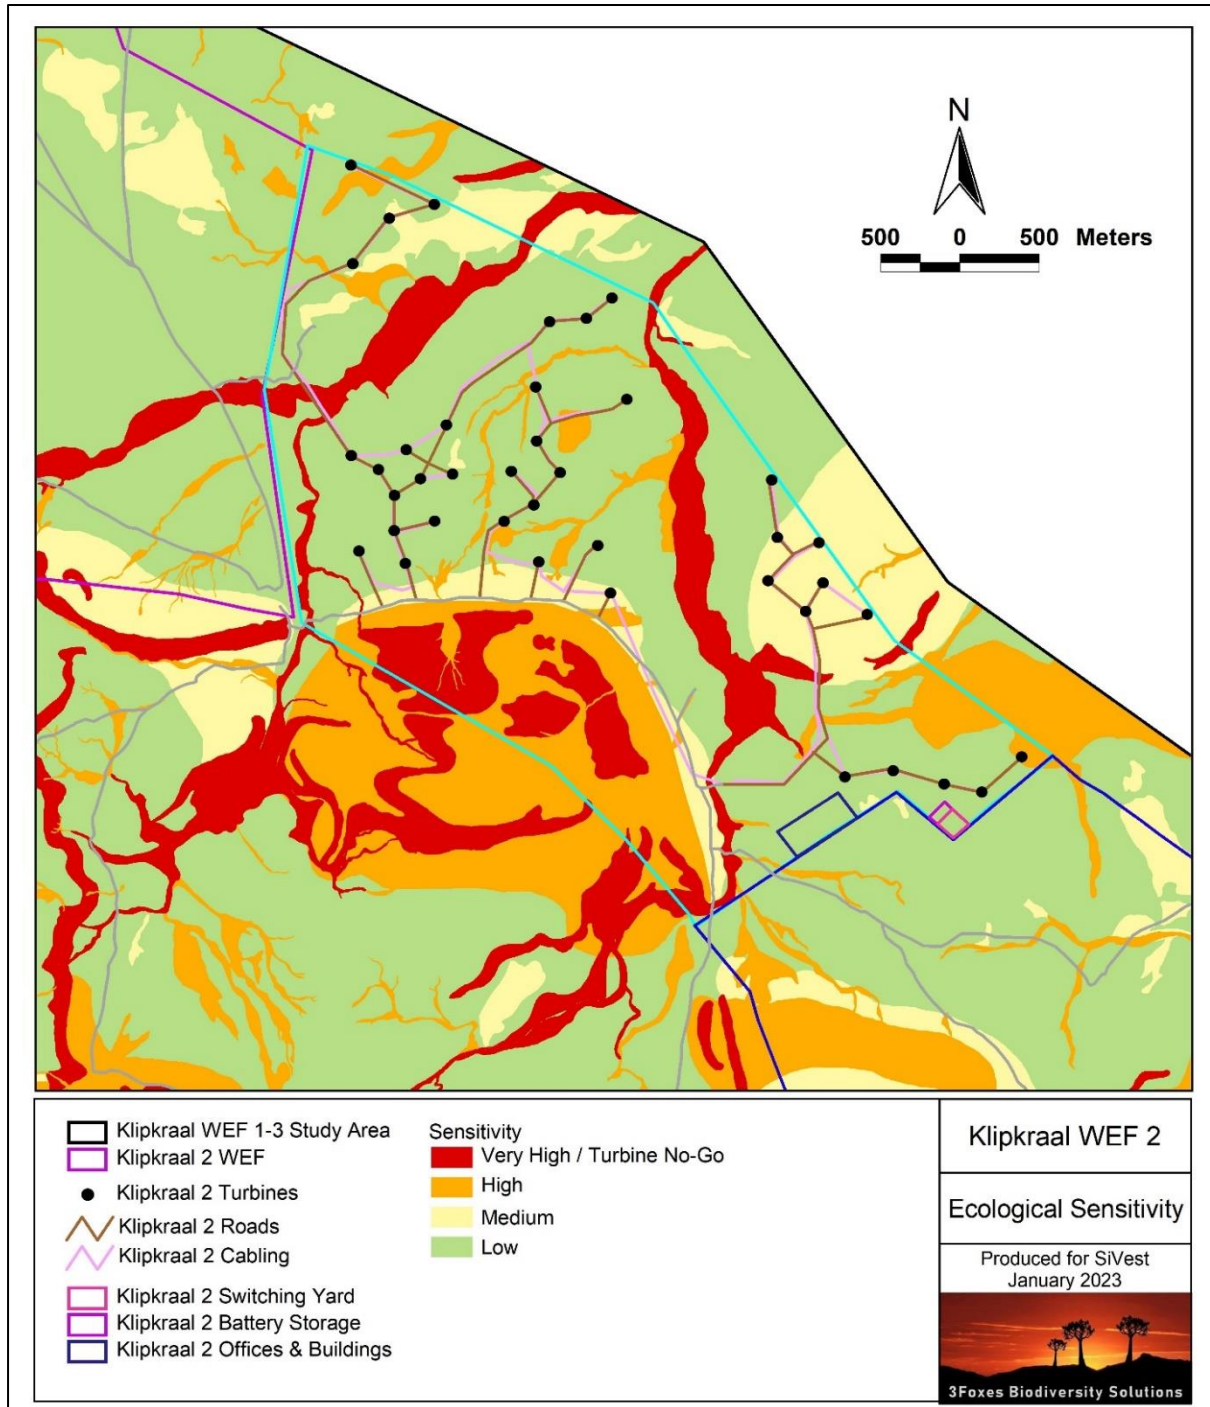 N
500 0 500 Meters
Klipkraal WEF 1-3 Study Area
Klipkraal 2 WEF
Klipkraal 2 Turbines
Klipkraal 2 Roads
Klipkraal 2 Cabling
Klipkraal 2 Switching Yard
Klipkraal 2 Battery Storage
Klipkraal 2 Offices & Buildings
Sensitivity
Very High / Turbine No-Go
High
Medium
Low
Klipkraal WEF 2
Ecological Sensitivity
Produced for SiVest
January 2023
3Foxes Biodiversity Solutions